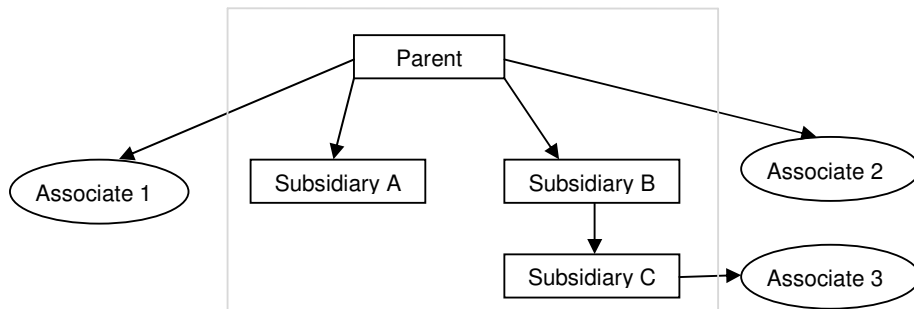 Parent
Associate 1
Subsidiary A
Subsidiary B
Associate 2
Subsidiary C
Associate 3